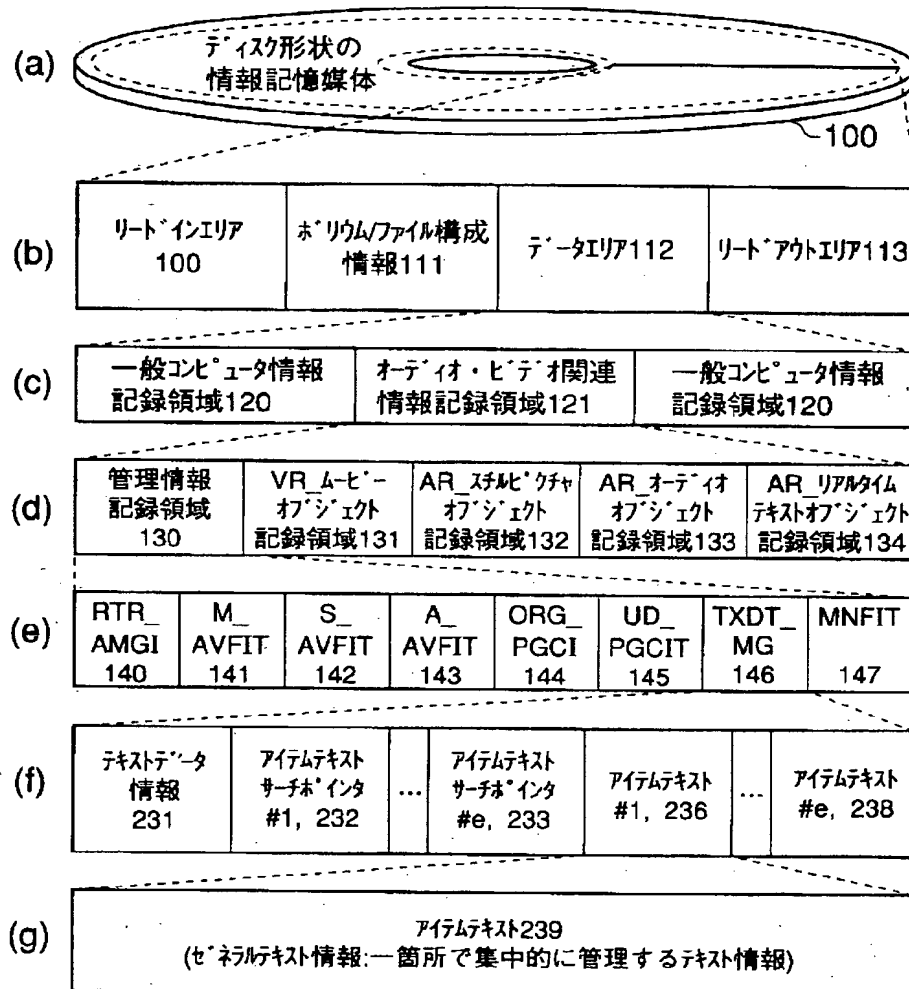 (a)
ディスク形状の
情報記憶媒体
100
(b)
リードインエリア
100
ボリウム/ファイル構成
情報111
データエリア112
リードアウトエリア113
(c)
一般コンピュータ情報
記録領域120
オーディオ・ビデオ関連
情報記録領域121
一般コンピュータ情報
記録領域120
(d)
管理情報
記録領域
130
VR_ムービー
オブジェクト
記録領域131
AR_スチルピクチャ
オブジェクト
記録領域132
AR_オーディオ
オブジェクト
記録領域133
AR_リアルタイム
テキストオブジェクト
記録領域134
(e)
RTR_
AMGI
140
M_
AVFIT
141
S_
AVFIT
142
A_
AVFIT
143
ORG_
PGCI
144
UD_
PGCIT
145
TXDT_
MG
146
MNFIT
147
(f)
テキストデータ
情報
231
アイテムテキスト
サーチポインタ
#1, 232
...
アイテムテキスト
サーチポインタ
#e, 233
アイテムテキスト
#1, 236
...
アイテムテキスト
#e, 238
(g)
アイテムテキスト239
(ゼネラルテキスト情報:一箇所で集中的に管理するテキスト情報)